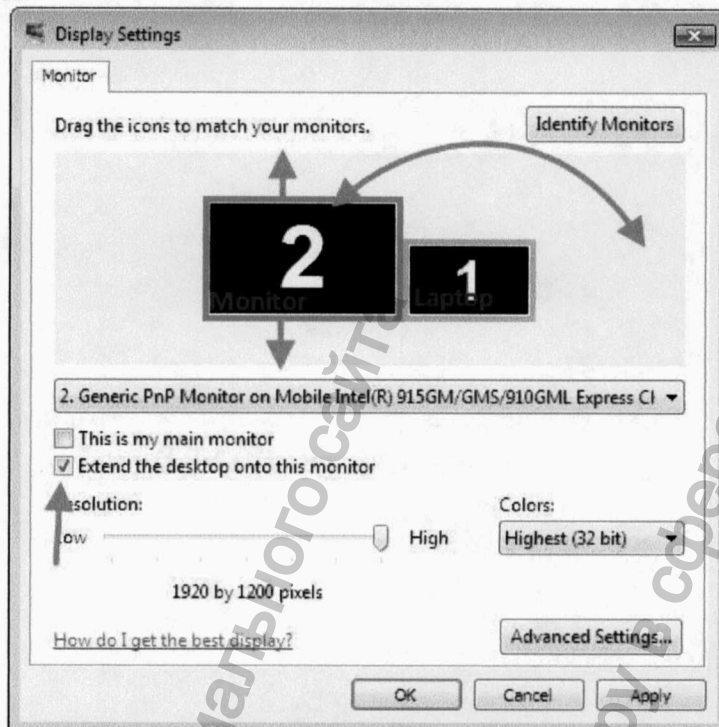 Display Settings
Monitor
Drag the icons to match your monitors.
Identify Monitors
2
1
Monitor
Laptop
2. Generic PnP Monitor on Mobile Intel(R) 915GM/GMS/910GML Express
This is my main monitor
Extend the desktop onto this monitor
Colors:
Low
High
Highest (32 bit)
1920 by 1200 pixels
How do I get the best display?
Advanced Settings...
OK
Cancel
Apply
сайта